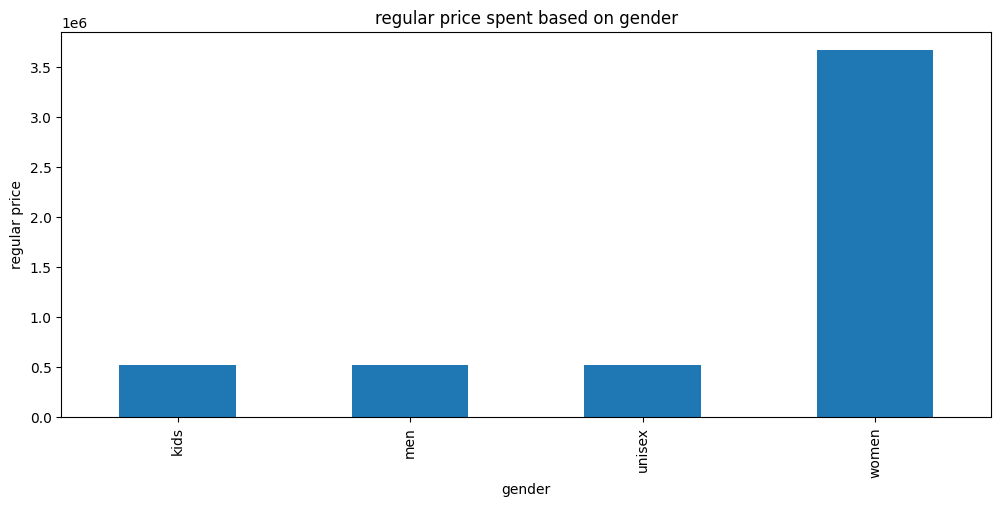 regular price spent based on gender
1e6
3.5
3.0
2.5
2.0
1.5
1.0
0.5
0.0
regular price
kids
men
unisex
women
gender